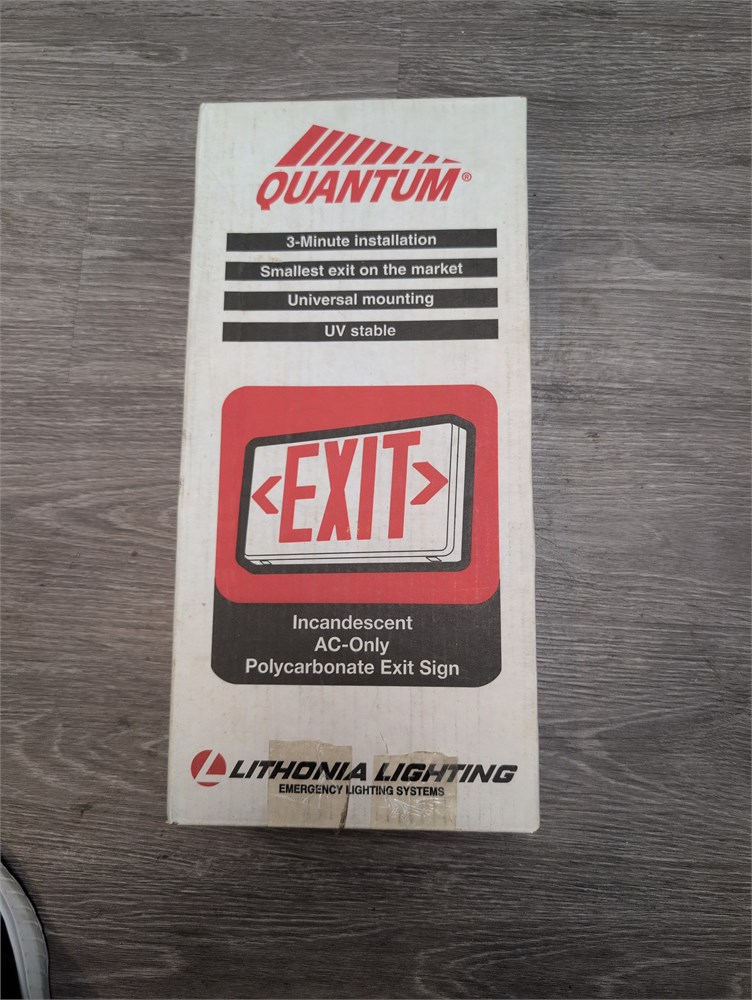 QUANTUM®
3-Minute installation
Smallest exit on the market
Universal mounting
UV stable
<EXIT>
Incandescent
AC-Only
Polycarbonate Exit Sign
LITHONIA LIGHTING
EMERGENCY LIGHTING SYSTEMS